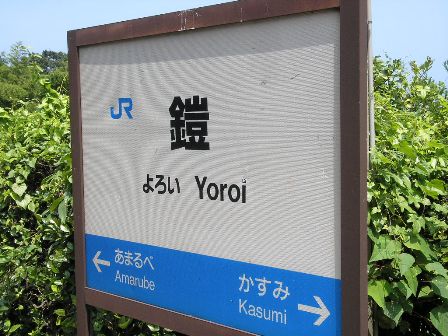 JR
鎧
よろい Yoroi
← あまるべ
Amarube
かすみ →
Kasumi